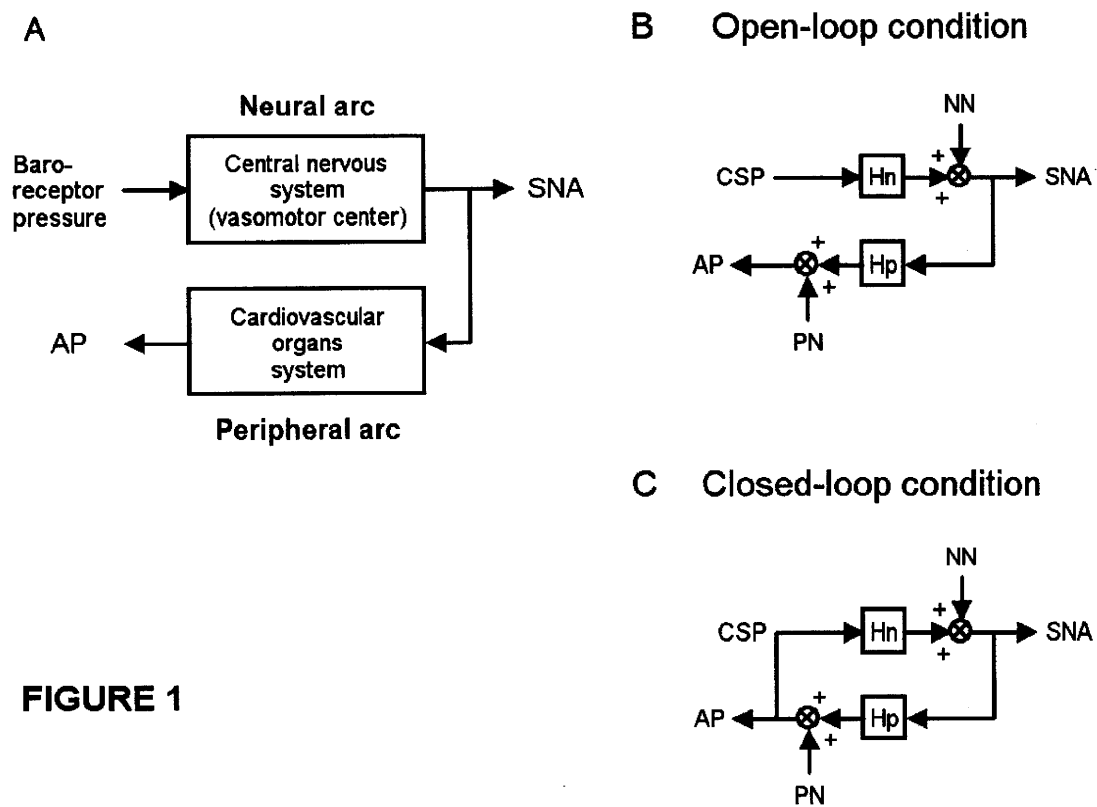 A
Neural arc
Baro-
receptor
pressure
Central nervous
system
(vasomotor center)
SNA
AP
Cardiovascular
organs
system
Peripheral arc
B Open-loop condition
NN
CSP
Hn
+
+
SNA
AP
+
+
Hp
PN
C Closed-loop condition
NN
CSP
Hn
+
+
SNA
AP
+
+
Hp
PN
FIGURE 1